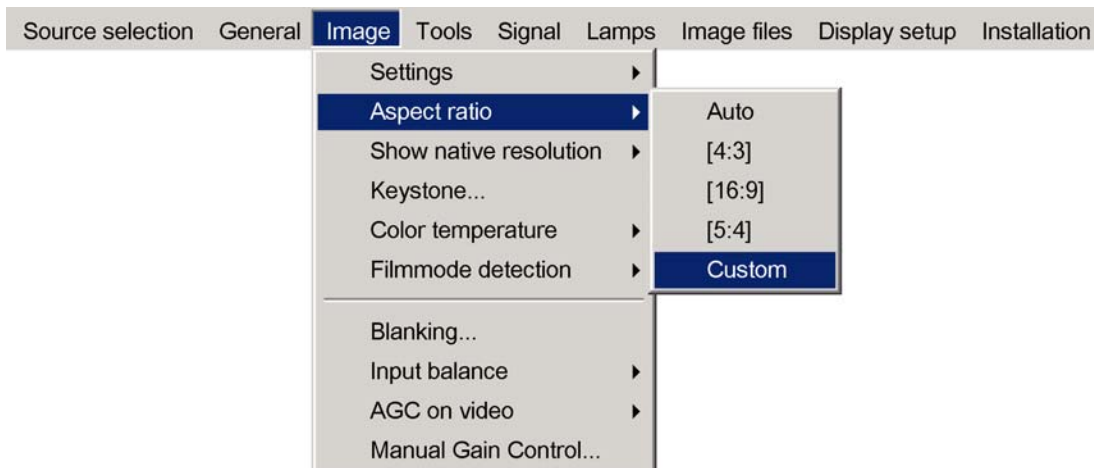 Source selection General Image Tools Signal Lamps Image files Display setup Installation
Settings
Aspect ratio
Show native resolution
Keystone...
Color temperature
Filmmode detection
Blanking...
Input balance
AGC on video
Manual Gain Control...
Auto
[4:3]
[16:9]
[5:4]
Custom